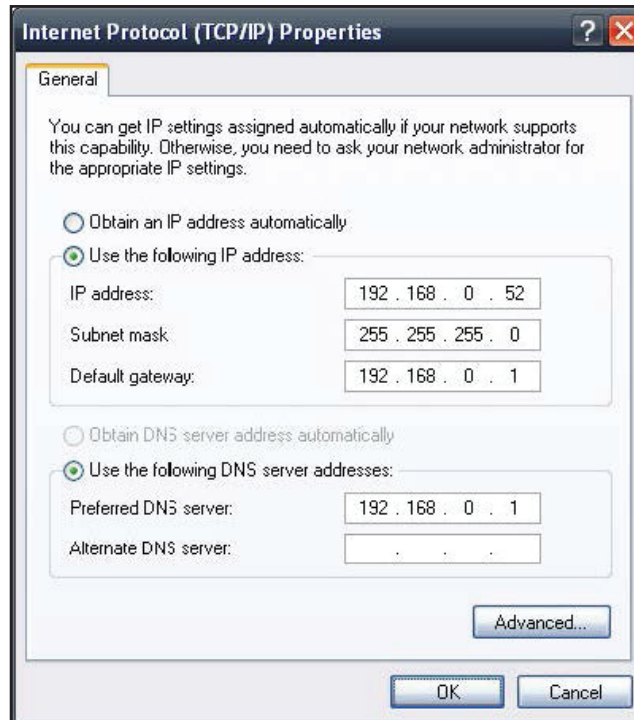 Internet Protocol (TCP/IP) Properties
General
You can get IP settings assigned automatically if your network supports
this capability. Otherwise, you need to ask your network administrator for
the appropriate IP settings.
Obtain an IP address automatically
Use the following IP address:
IP address: 192 . 168 . 0 . 52
Subnet mask 255 . 255 . 255 . 0
Default gateway: 192 . 168 . 0 . 1
Obtain DNS server address automatically
Use the following DNS server addresses:
Preferred DNS server: 192 . 168 . 0 . 1
Alternate DNS server: . . .
Advanced...
OK Cancel